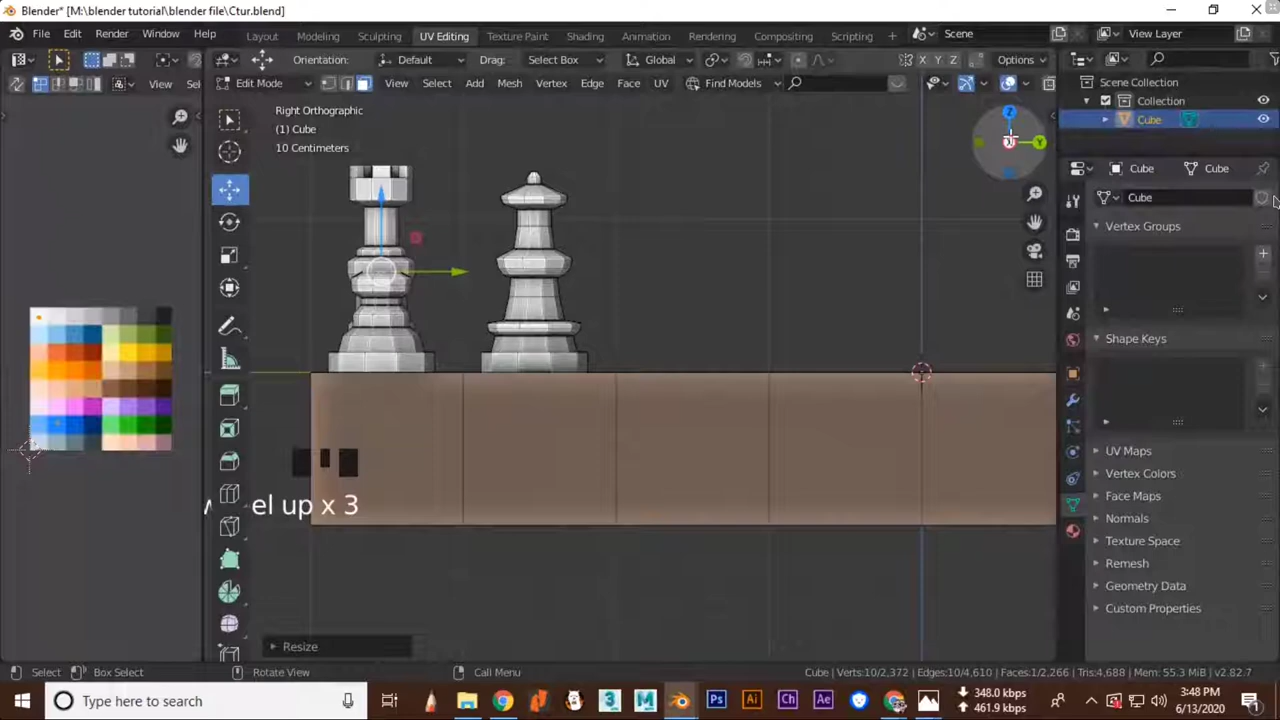 Blender* [M:\blender tutorial\blender file\Ctur.blend]
File Edit Render Window Help Layout Modeling Sculpting UV Editing Texture Paint Shading Animation Rendering Compositing Scripting Scene View Layer
Orientation: Default Drag: Select Box Global X Y Z Options
View Sel Edit Mode View Select Add Mesh Vertex Edge Face UV Find Models
Right Orthographic
(1) Cube
10 Centimeters
Z
Y
Scene Collection
Collection
Cube
Cube Cube
Cube
Vertex Groups
Shape Keys
UV Maps
Vertex Colors
Face Maps
Normals
Texture Space
Remesh
Geometry Data
Custom Properties
el up x 3
Resize
Select Box Select Rotate View Call Menu Cube | Verts:10/2,372 | Edges:10/4,610 | Faces:1/2,266 | Tris:4,688 | Mem: 55.3 MiB | v2.82.7
Type here to search
348.0 kbps
461.9 kbps
3:48 PM
6/13/2020